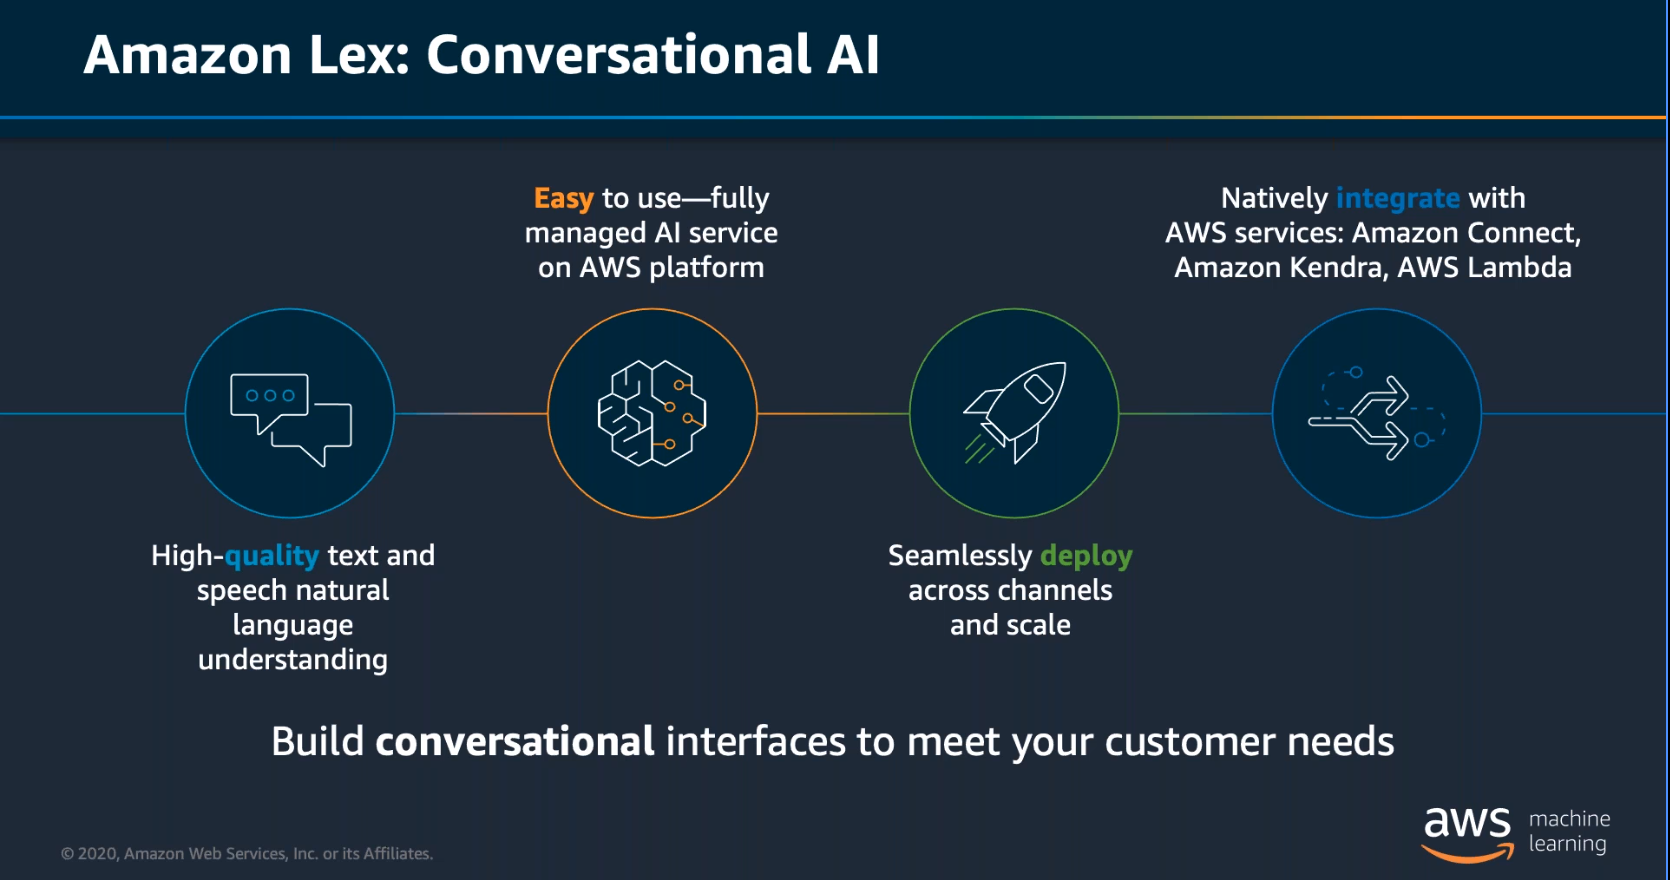 Amazon Lex: Conversational AI
High-quality text and
speech natural
language
understanding
Easy to use—fully
managed AI service
on AWS platform
Seamlessly deploy
across channels
and scale
Natively integrate with
AWS services: Amazon Connect,
Amazon Kendra, AWS Lambda
Build conversational interfaces to meet your customer needs
© 2020, Amazon Web Services, Inc. or its Affiliates.
aws machine
learning